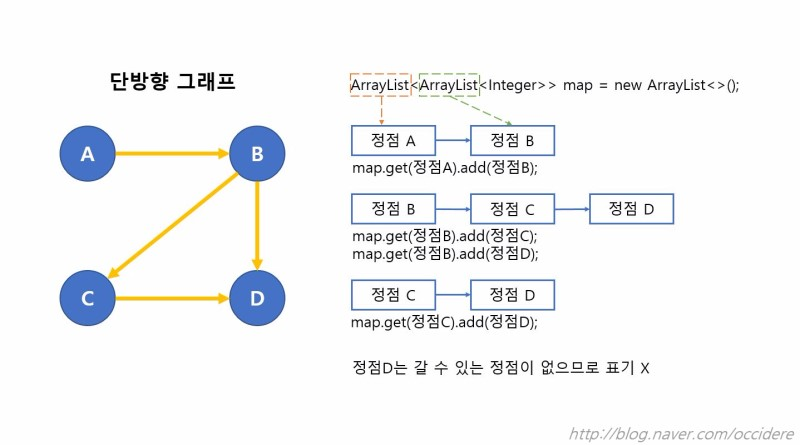 단방향 그래프
A
B
C
D
ArrayList<ArrayList<Integer>> map = new ArrayList<>();
정점 A
정점 B
map.get(정점A).add(정점B);
정점 B
정점 C
정점 D
map.get(정점B).add(정점C);
map.get(정점B).add(정점D);
정점 C
정점 D
map.get(정점C).add(정점D);
정점D는 갈 수 있는 정점이 없으므로 표기 X
http://blog.naver.com/occidere